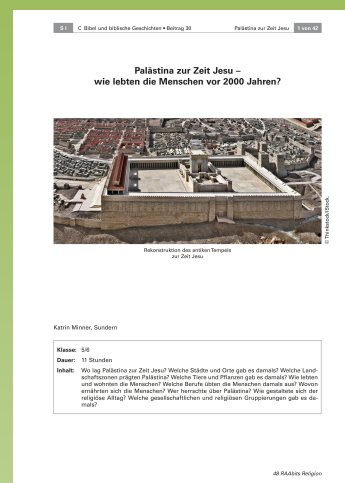 S I C Bibel und biblische Geschichten • Beitrag 30 Palästina zur Zeit Jesu 1 von 42
Palästina zur Zeit Jesu –
wie lebten die Menschen vor 2000 Jahren?
© Thinkstock/iStock.
Rekonstruktion des antiken Tempels
zur Zeit Jesu
Katrin Minner, Sundern
Klasse: 5/6
Dauer: 11 Stunden
Inhalt: Wo lag Palästina zur Zeit Jesu? Welche Städte und Orte gab es damals? Welche Land-
schaftszonen prägten Palästina? Welche Tiere und Pflanzen gab es damals? Wie lebten
und wohnten die Menschen? Welche Berufe übten die Menschen damals aus? Wovon
ernährten sich die Menschen? Wer herrschte über Palästina? Wie gestaltete sich der
religiöse Alltag? Welche gesellschaftlichen und religiösen Gruppierungen gab es da-
mals?
48 RAAbits Religion